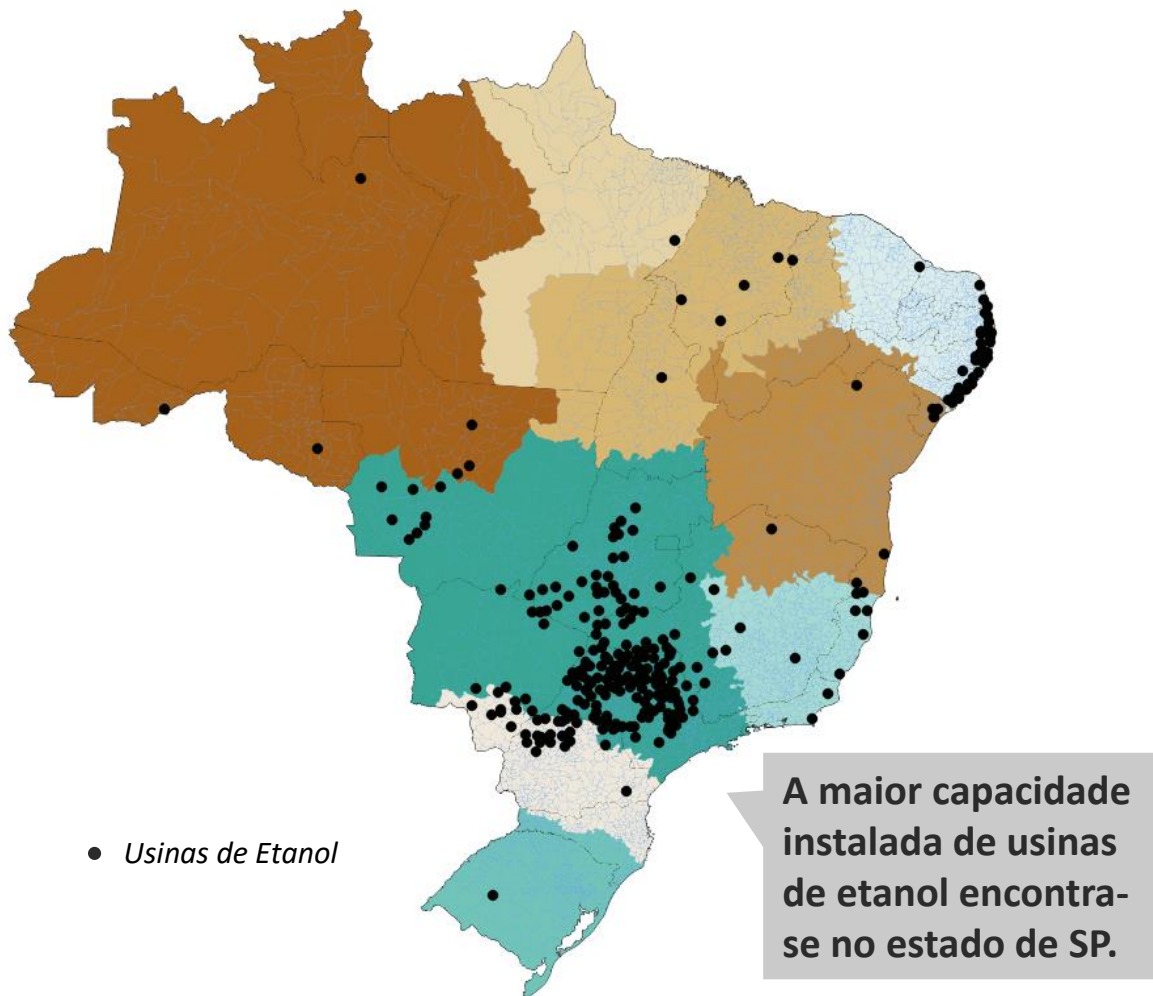 Usinas de Etanol
A maior capacidade
instalada de usinas
de etanol encontra-
se no estado de SP.